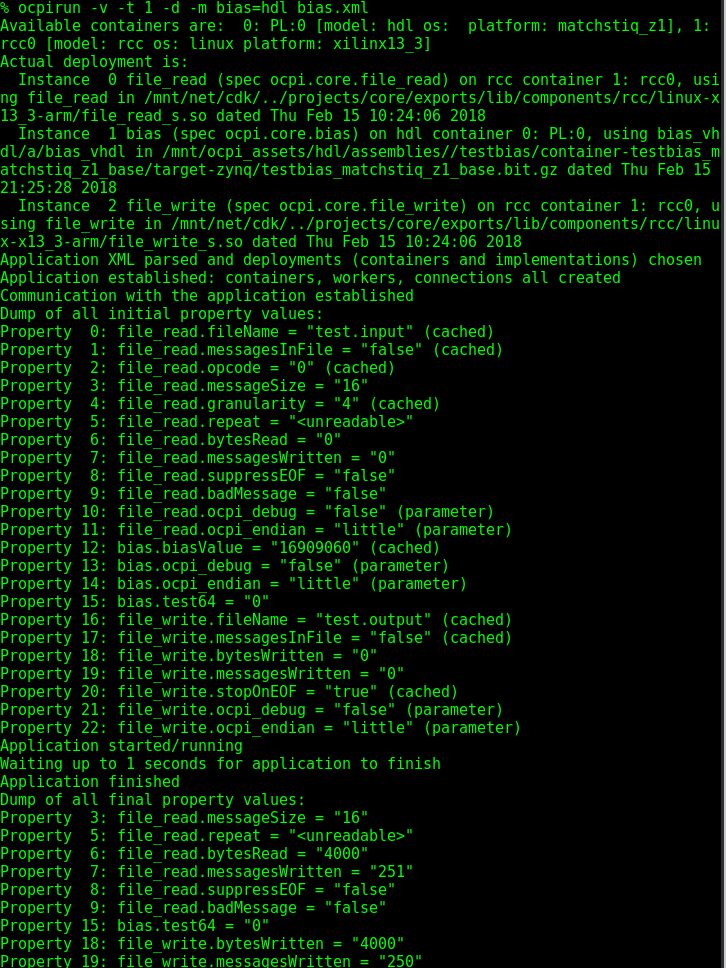 % ocpirun -v -t 1 -d -m bias=hdl bias.xml
Available containers are:  0: PL:0 [model: hdl os:  platform: matchstiq_z1], 1:
rcc0 [model: rcc os: linux platform: xilinx13_3]
Actual deployment is:
  Instance  0 file_read (spec ocpi.core.file_read) on rcc container 1: rcc0, usi
ng file_read in /mnt/net/cdk/../projects/core/exports/lib/components/rcc/linux-x
13_3-arm/file_read_s.so dated Thu Feb 15 10:24:06 2018
  Instance  1 bias (spec ocpi.core.bias) on hdl container 0: PL:0, using bias_vh
dl/a/bias_vhdl in /mnt/ocpi_assets/hdl/assemblies//testbias/container-testbias_m
atchstiq_z1_base/target-zynq/testbias_matchstiq_z1_base.bit.gz dated Thu Feb 15
21:25:28 2018
  Instance  2 file_write (spec ocpi.core.file_write) on rcc container 1: rcc0, u
sing file_write in /mnt/net/cdk/../projects/core/exports/lib/components/rcc/linu
x-x13_3-arm/file_write_s.so dated Thu Feb 15 10:24:06 2018
Application XML parsed and deployments (containers and implementations) chosen
Application established: containers, workers, connections all created
Communication with the application established
Dump of all initial property values:
Property  0: file_read.fileName = "test.input" (cached)
Property  1: file_read.messagesInFile = "false" (cached)
Property  2: file_read.opcode = "0" (cached)
Property  3: file_read.messageSize = "16"
Property  4: file_read.granularity = "4" (cached)
Property  5: file_read.repeat = "<unreadable>"
Property  6: file_read.bytesRead = "0"
Property  7: file_read.messagesWritten = "0"
Property  8: file_read.suppressEOF = "false"
Property  9: file_read.badMessage = "false"
Property 10: file_read.ocpi_debug = "false" (parameter)
Property 11: file_read.ocpi_endian = "little" (parameter)
Property 12: bias.biasValue = "16909060" (cached)
Property 13: bias.ocpi_debug = "false" (parameter)
Property 14: bias.ocpi_endian = "little" (parameter)
Property 15: bias.test64 = "0"
Property 16: file_write.fileName = "test.output" (cached)
Property 17: file_write.messagesInFile = "false" (cached)
Property 18: file_write.bytesWritten = "0"
Property 19: file_write.messagesWritten = "0"
Property 20: file_write.stopOnEOF = "true" (cached)
Property 21: file_write.ocpi_debug = "false" (parameter)
Property 22: file_write.ocpi_endian = "little" (parameter)
Application started/running
Waiting up to 1 seconds for application to finish
Application finished
Dump of all final property values:
Property  3: file_read.messageSize = "16"
Property  5: file_read.repeat = "<unreadable>"
Property  6: file_read.bytesRead = "4000"
Property  7: file_read.messagesWritten = "251"
Property  8: file_read.suppressEOF = "false"
Property  9: file_read.badMessage = "false"
Property 15: bias.test64 = "0"
Property 18: file_write.bytesWritten = "4000"
Property 19: file_write.messagesWritten = "250"